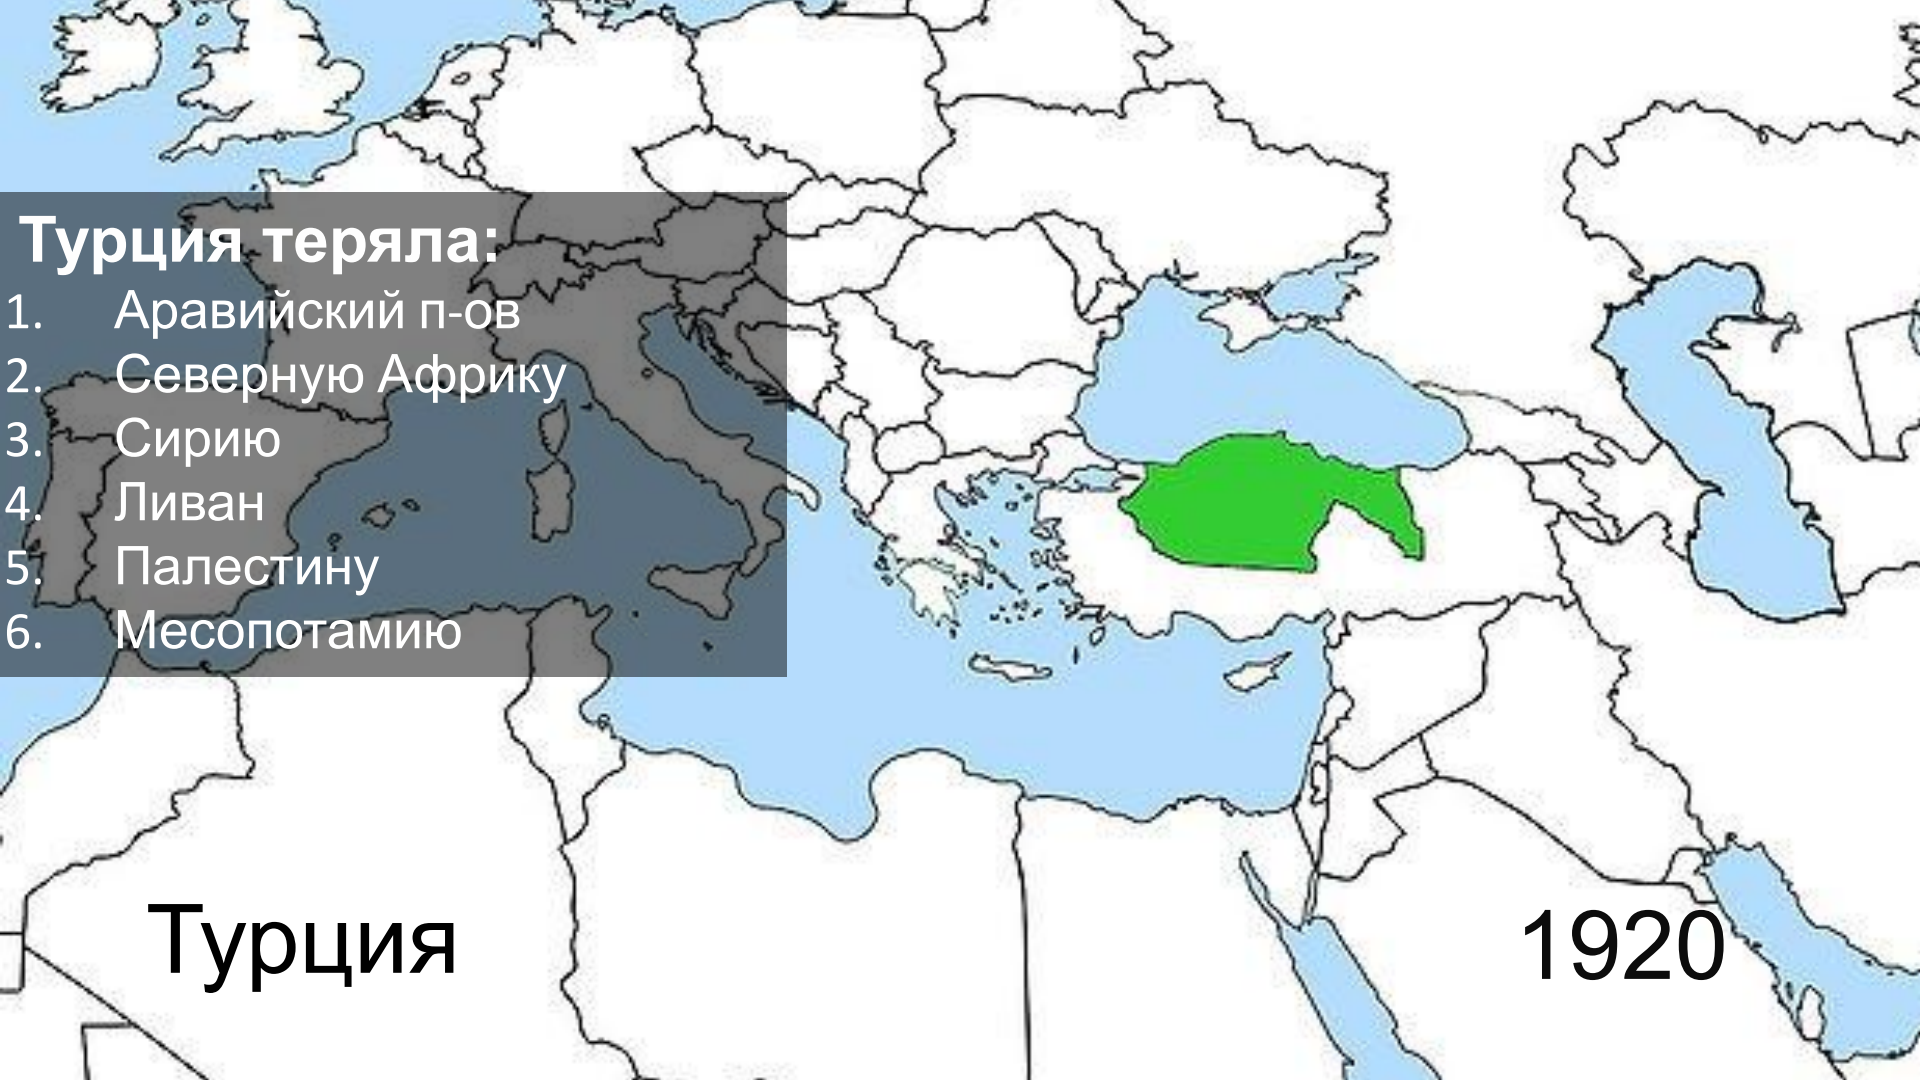 Турция теряла:
1. Аравийский п-ов
2. Северную Африку
3. Сирию
4. Ливан
5. Палестину
6. Месопотамию
Турция
1920